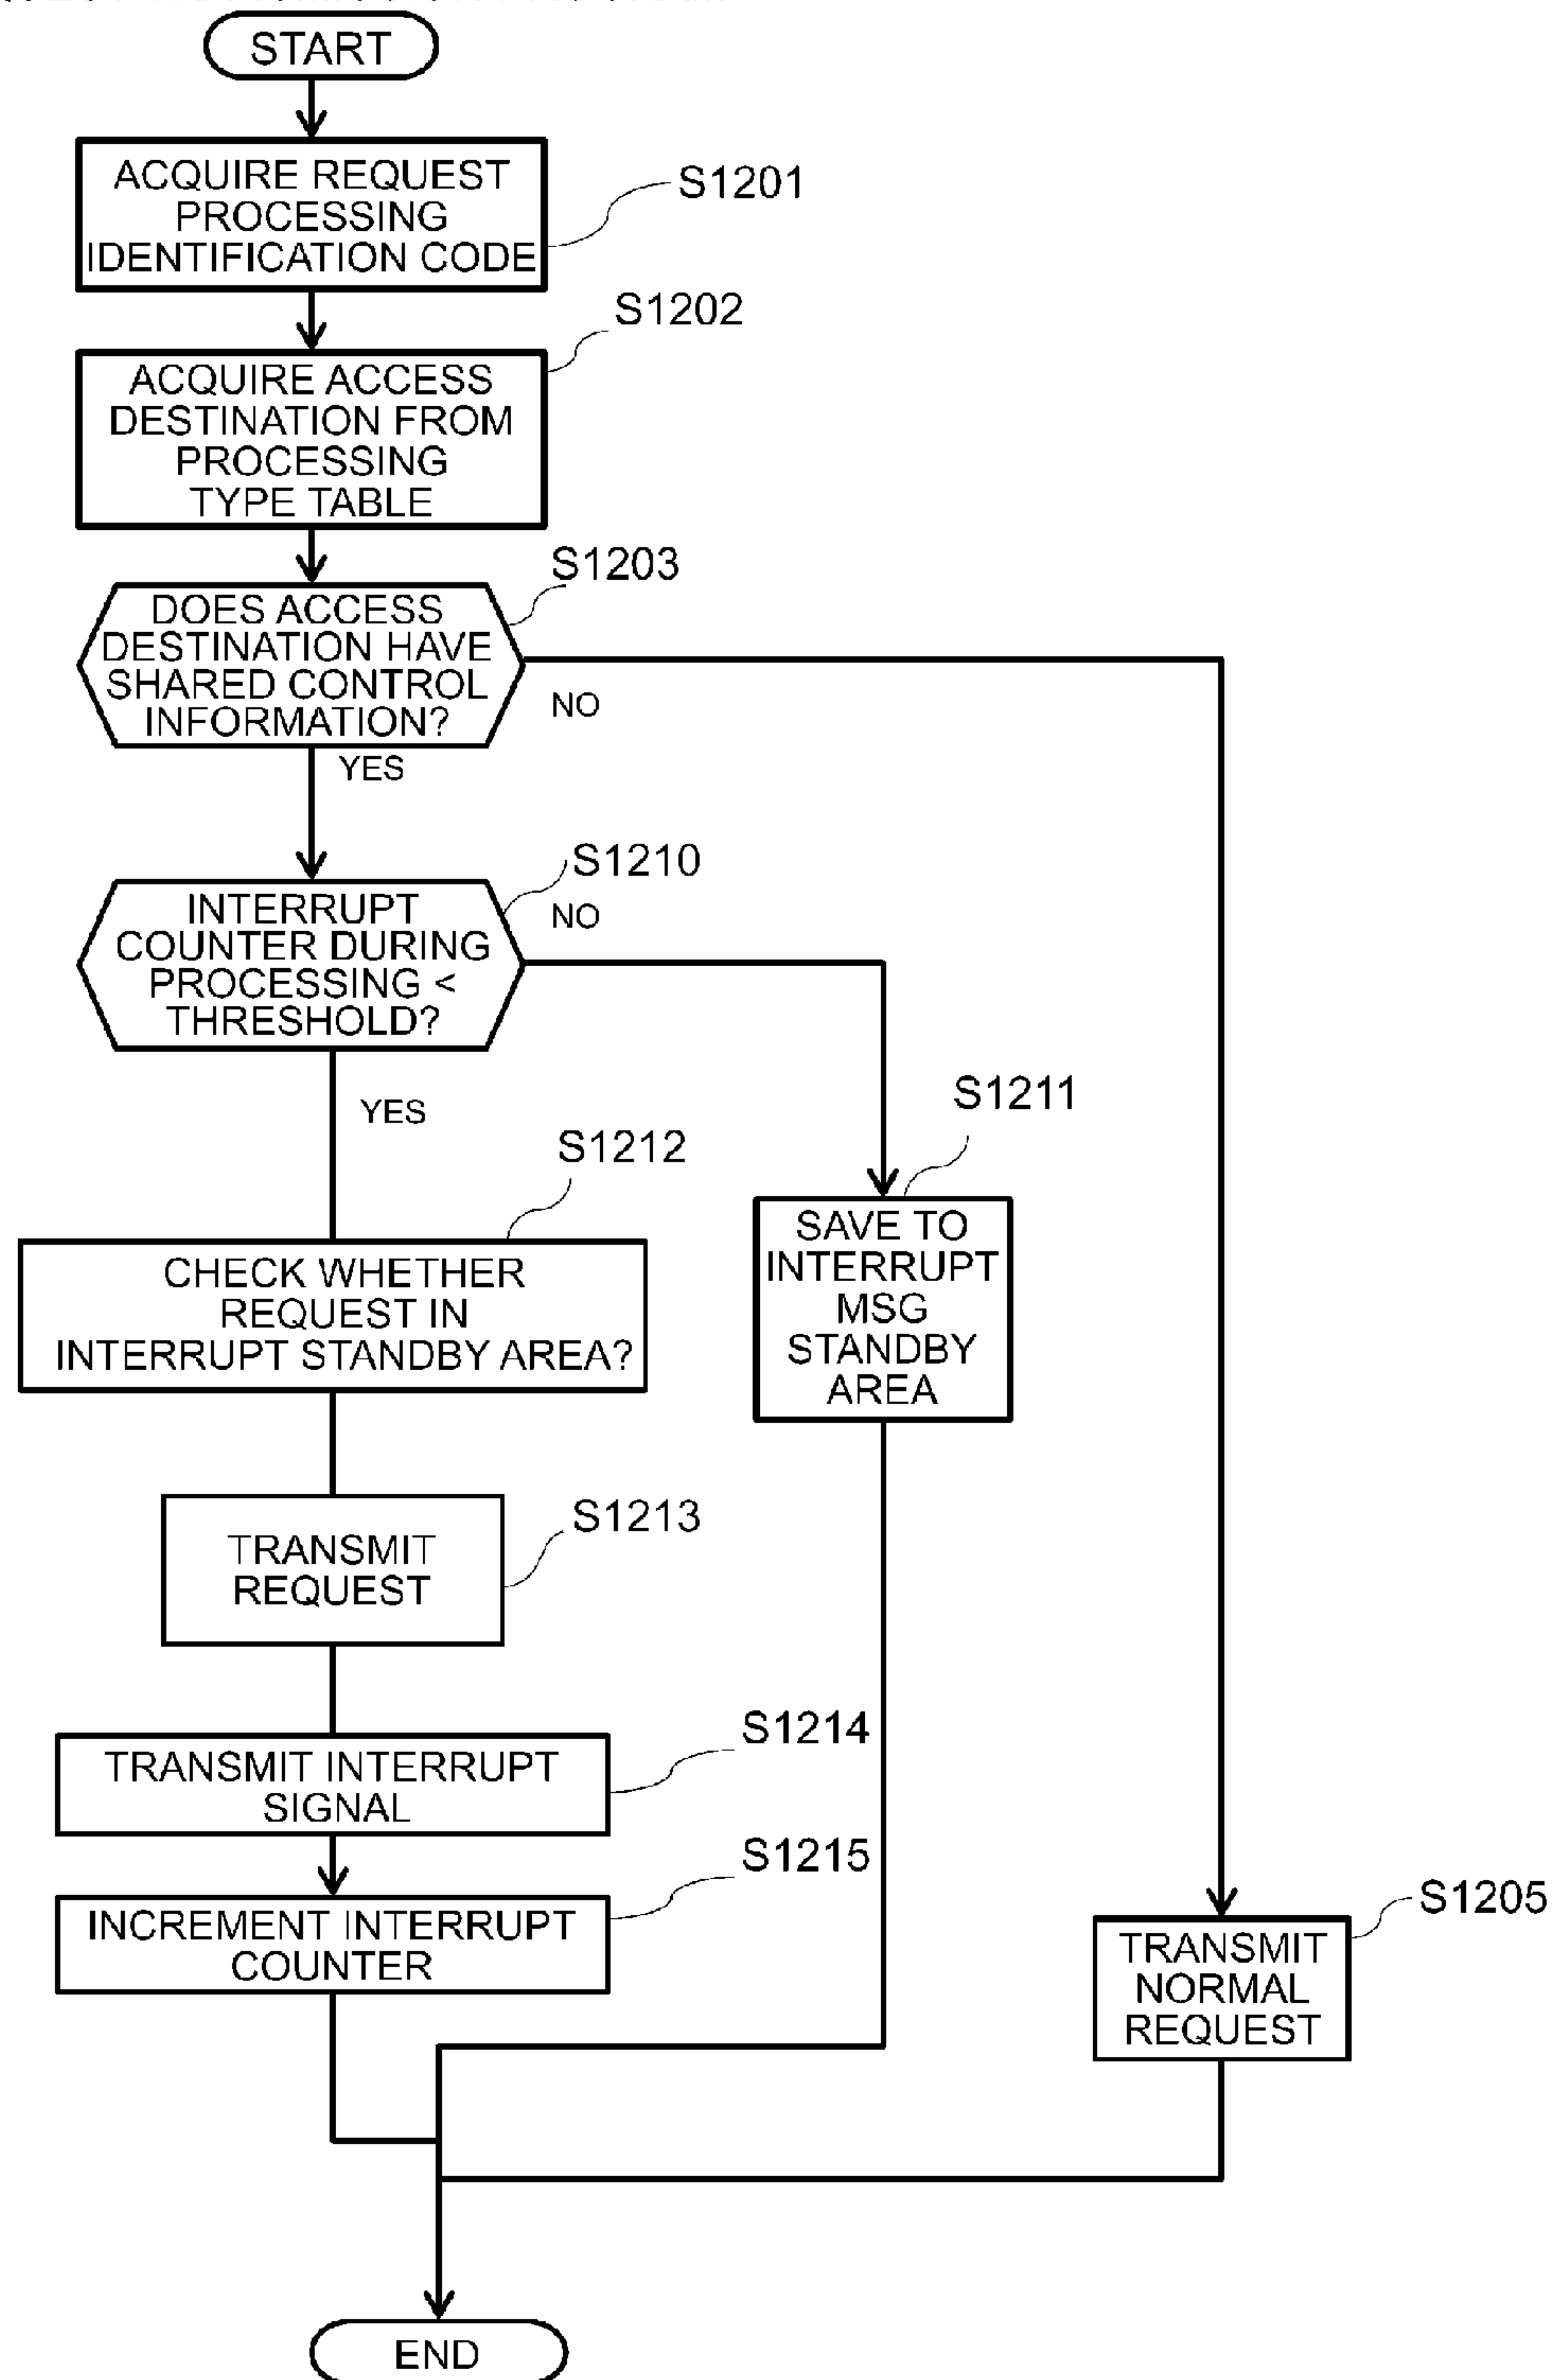 START
ACQUIRE REQUEST
PROCESSING
IDENTIFICATION CODE
S1201
S1202
ACQUIRE ACCESS
DESTINATION FROM
PROCESSING
TYPE TABLE
S1203
DOES ACCESS
DESTINATION HAVE
SHARED CONTROL
INFORMATION?
NO
YES
S1210
INTERRUPT
COUNTER DURING
PROCESSING <
THRESHOLD?
NO
YES
S1211
S1212
SAVE TO
INTERRUPT
MSG
STANDBY
AREA
CHECK WHETHER
REQUEST IN
INTERRUPT STANDBY AREA?
S1213
TRANSMIT
REQUEST
S1214
TRANSMIT INTERRUPT
SIGNAL
S1215
INCREMENT INTERRUPT
COUNTER
S1205
TRANSMIT
NORMAL
REQUEST
END